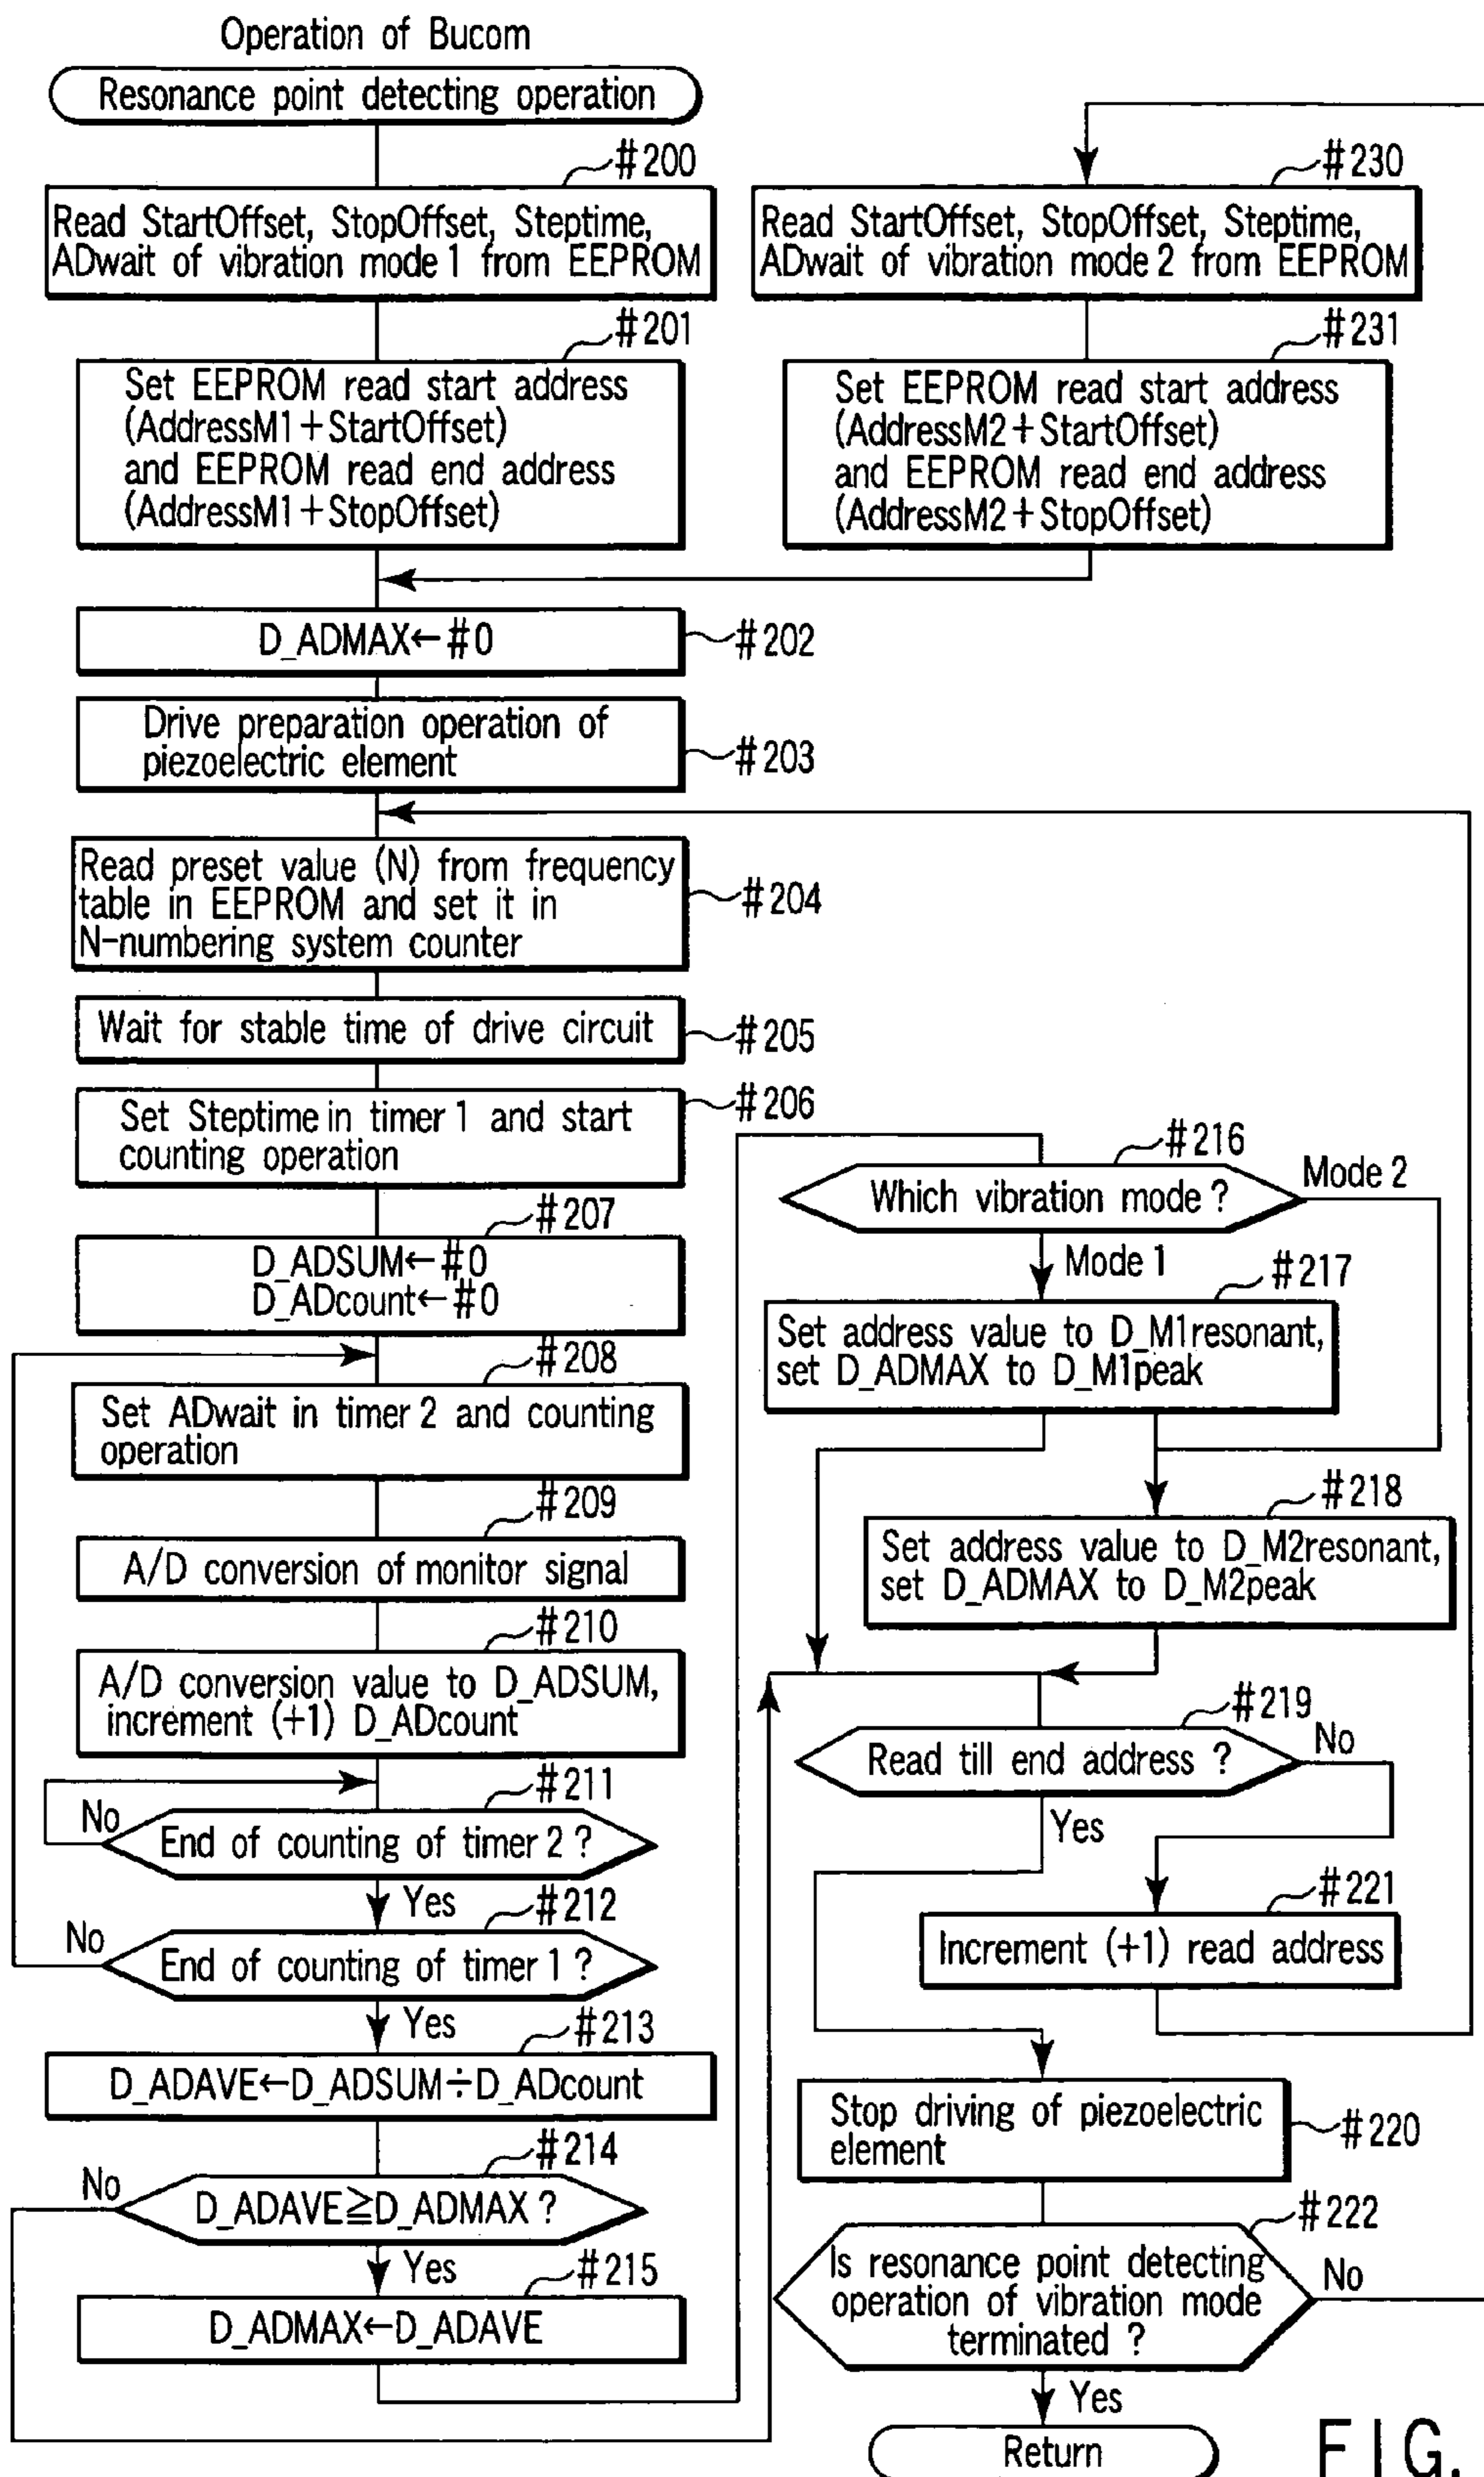 Operation of Bucom
Resonance point detecting operation
#200
Read StartOffset, StopOffset, Steptime,
ADwait of vibration mode 1 from EEPROM
#201
Set EEPROM read start address
(AddressM1+StartOffset)
and EEPROM read end address
(AddressM1+StopOffset)
#230
Read StartOffset, StopOffset, Steptime,
ADwait of vibration mode 2 from EEPROM
#231
Set EEPROM read start address
(AddressM2+StartOffset)
and EEPROM read end address
(AddressM2+StopOffset)
D_ADMAX←#0
#202
Drive preparation operation of
piezoelectric element
#203
Read preset value (N) from frequency
table in EEPROM and set it in
N-numbering system counter
#204
Wait for stable time of drive circuit
#205
Set Steptime in timer 1 and start
counting operation
#206
#207
D_ADSUM←#0
D_ADcount←#0
#208
Set ADwait in timer 2 and counting
operation
#209
A/D conversion of monitor signal
#210
A/D conversion value to D_ADSUM,
increment (+1) D_ADcount
#211
End of counting of timer 2 ?
No
Yes
#212
End of counting of timer 1 ?
No
Yes
#213
D_ADAVE←D_ADSUM÷D_ADcount
#214
D_ADAVE≧D_ADMAX ?
No
Yes
#215
D_ADMAX←D_ADAVE
#216
Which vibration mode ?
Mode 2
Mode 1
#217
Set address value to D_M1resonant,
set D_ADMAX to D_M1peak
#218
Set address value to D_M2resonant,
set D_ADMAX to D_M2peak
#219
Read till end address ?
No
Yes
#221
Increment (+1) read address
Stop driving of piezoelectric
element
#220
#222
Is resonance point detecting
operation of vibration mode
terminated ?
No
Yes
Return
FIG.